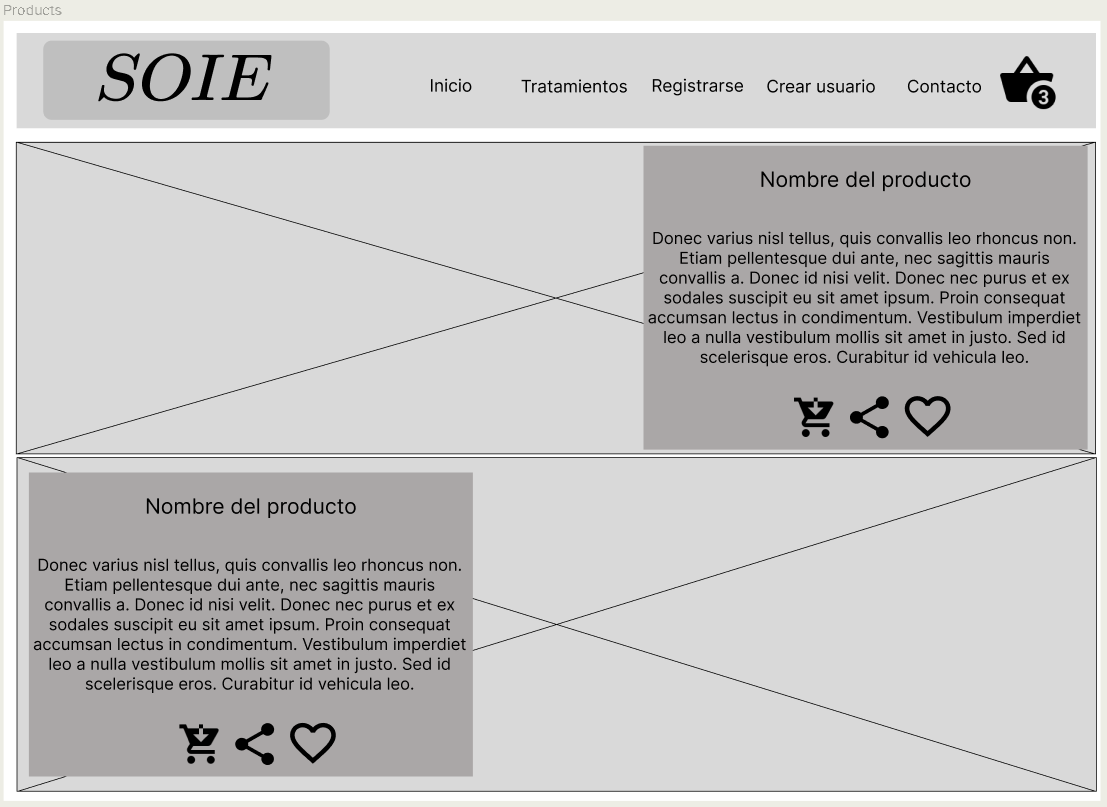 Products
SOIE
Inicio
Tratamientos
Registrarse
Crear usuario
Contacto
3
Nombre del producto
Donec varius nisl tellus, quis convallis leo rhoncus non.
Etiam pellentesque dui ante, nec sagittis mauris
convallis a. Donec id nisi velit. Donec nec purus et ex
sodales suscipit eu sit amet ipsum. Proin consequat
accumsan lectus in condimentum. Vestibulum imperdiet
leo a nulla vestibulum mollis sit amet in justo. Sed id
scelerisque eros. Curabitur id vehicula leo.
Nombre del producto
Donec varius nisl tellus, quis convallis leo rhoncus non.
Etiam pellentesque dui ante, nec sagittis mauris
convallis a. Donec id nisi velit. Donec nec purus et ex
sodales suscipit eu sit amet ipsum. Proin consequat
accumsan lectus in condimentum. Vestibulum imperdiet
leo a nulla vestibulum mollis sit amet in justo. Sed id
scelerisque eros. Curabitur id vehicula leo.